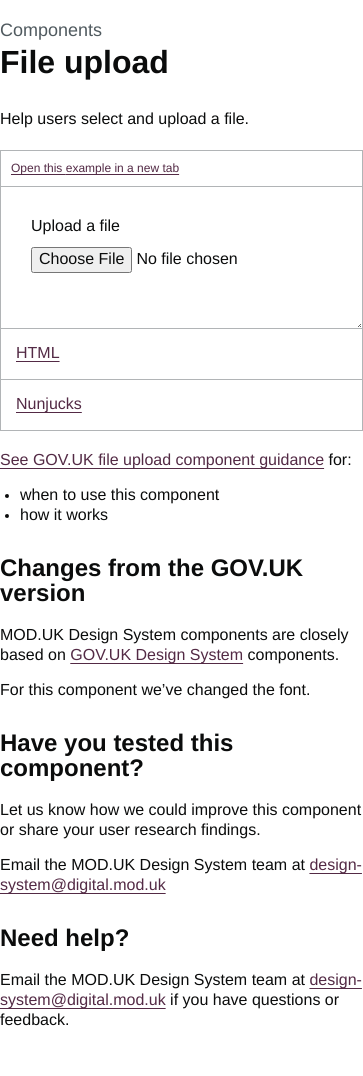 Components
File upload
Help users select and upload a file.
Open this example in a new tab
Upload a file
Choose File No file chosen
HTML
Nunjucks
See GOV.UK file upload component guidance for:
• when to use this component
• how it works
Changes from the GOV.UK
version
MOD.UK Design System components are closely
based on GOV.UK Design System components.
For this component we’ve changed the font.
Have you tested this
component?
Let us know how we could improve this component
or share your user research findings.
Email the MOD.UK Design System team at design-
system@digital.mod.uk
Need help?
Email the MOD.UK Design System team at design-
system@digital.mod.uk if you have questions or
feedback.